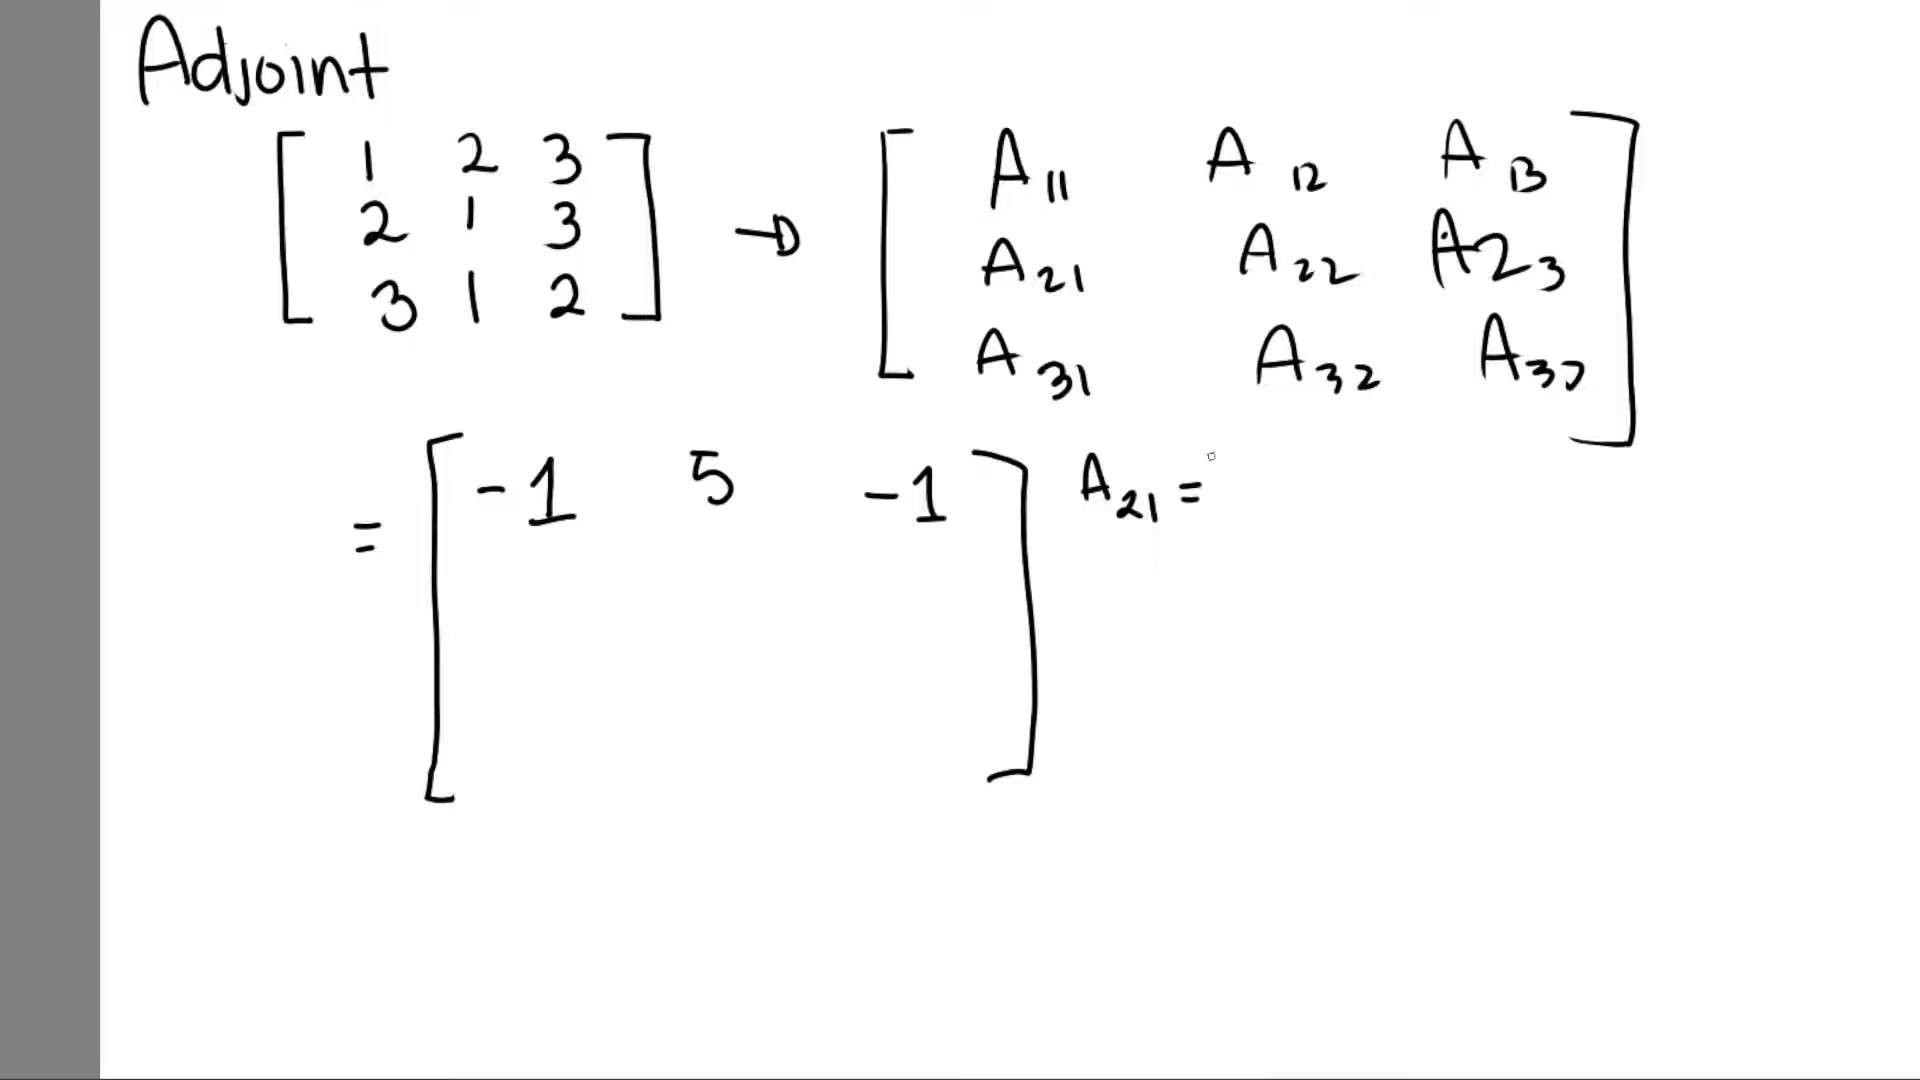 Adjoint
[ 1 2 3 ] → [ A₁₁ A₁₂ A₁₃ ]
[ 2 1 3 ] [ A₂₁ A₂₂ A₂₃ ]
[ 3 1 2 ] [ A₃₁ A₃₂ A₃₃ ]
= [ -1 5 -1 ] A₂₁ =